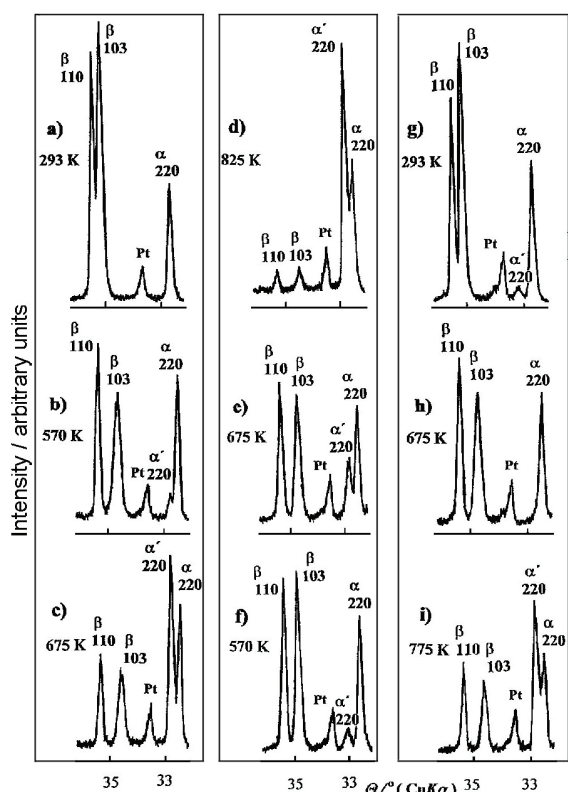 Intensity / arbitrary units
β
110
β
103
a)
293 K
α
220
Pt
β
110
β
103
b)
570 K
Pt
α´
220
α
220
α´
220
α
220
c)
675 K
β
110
β
103
Pt
α´
220
α
220
d)
825 K
β
110
β
103
Pt
β
110
β
103
α
220
e)
675 K
Pt
α´
220
β
110
β
103
α
220
f)
570 K
Pt
α´
220
β
110
β
103
g)
293 K
α
220
Pt
α´
220
β
110
β
103
α
220
h)
675 K
Pt
α´
220
α
220
i)
775 K
β
110
β
103
Pt
35 33 35 33 35 33
Θ/° (CuKα)